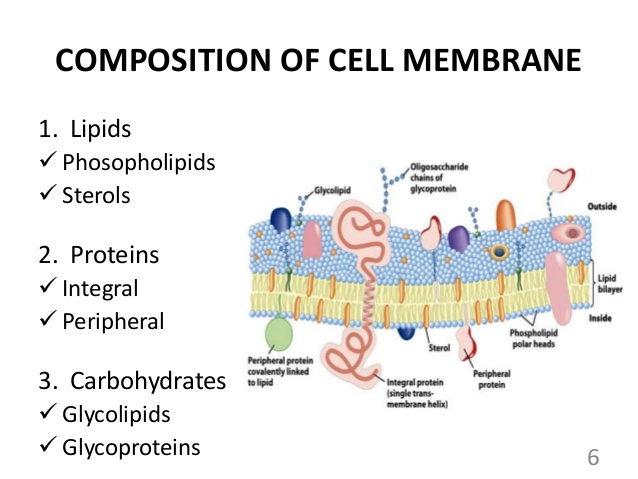 COMPOSITION OF CELL MEMBRANE
1. Lipids
✓ Phosopholipids
✓ Sterols
2. Proteins
✓ Integral
✓ Peripheral
3. Carbohydrates
✓ Glycolipids
✓ Glycoproteins
Glycolipid
Oligosaccharide
chains of
glycoprotein
Outside
Lipid
bilayer
Inside
Phospholipid
polar heads
Sterol
Peripheral
protein
Integral protein
(single trans-
membrane helix)
Peripheral protein
covalently linked
to lipid
6